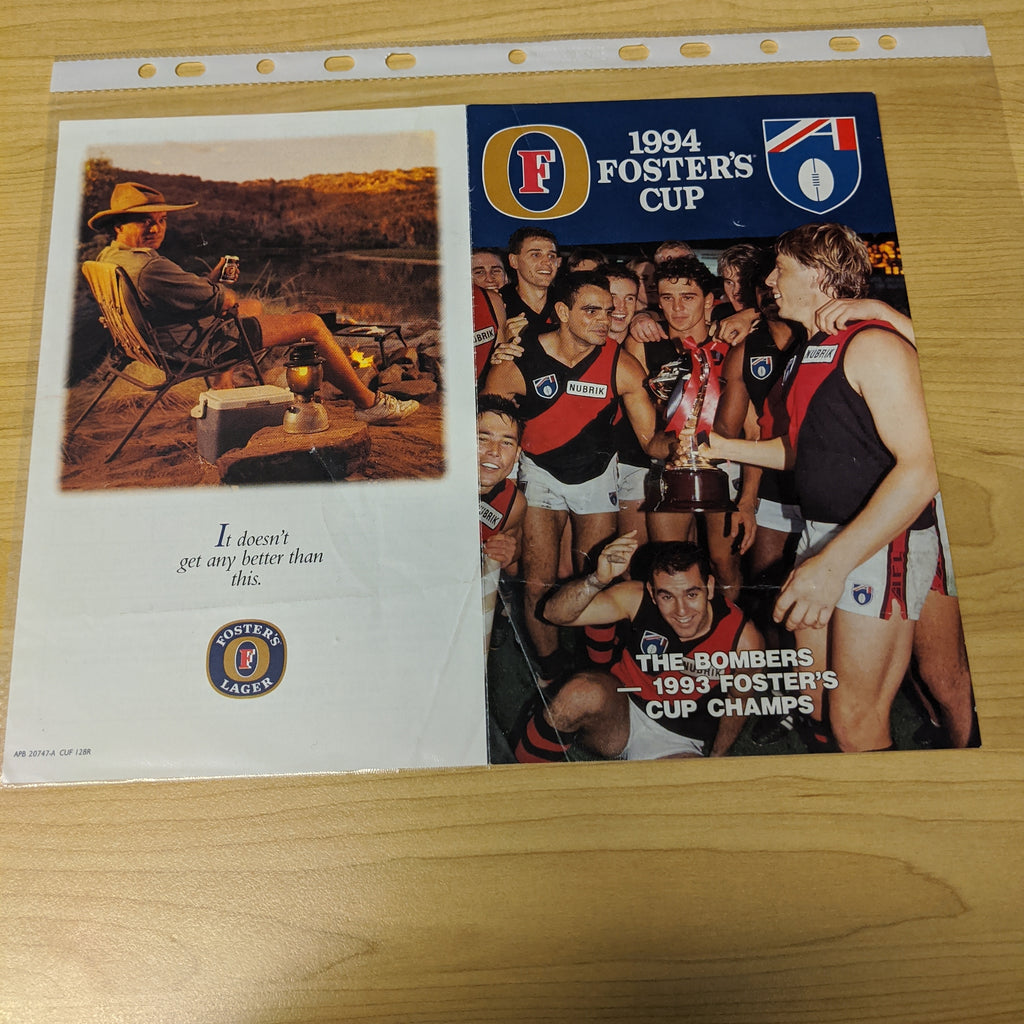 It doesn't
get any better than
this.
FOSTER'S
F
LAGER
APB 20747-A CUF 128R
F
1994
FOSTER'S
CUP
NUBRIK
NUBRIK
NUBRIK
NUBRIK
AFL
THE BOMBERS
— 1993 FOSTER'S
CUP CHAMPS